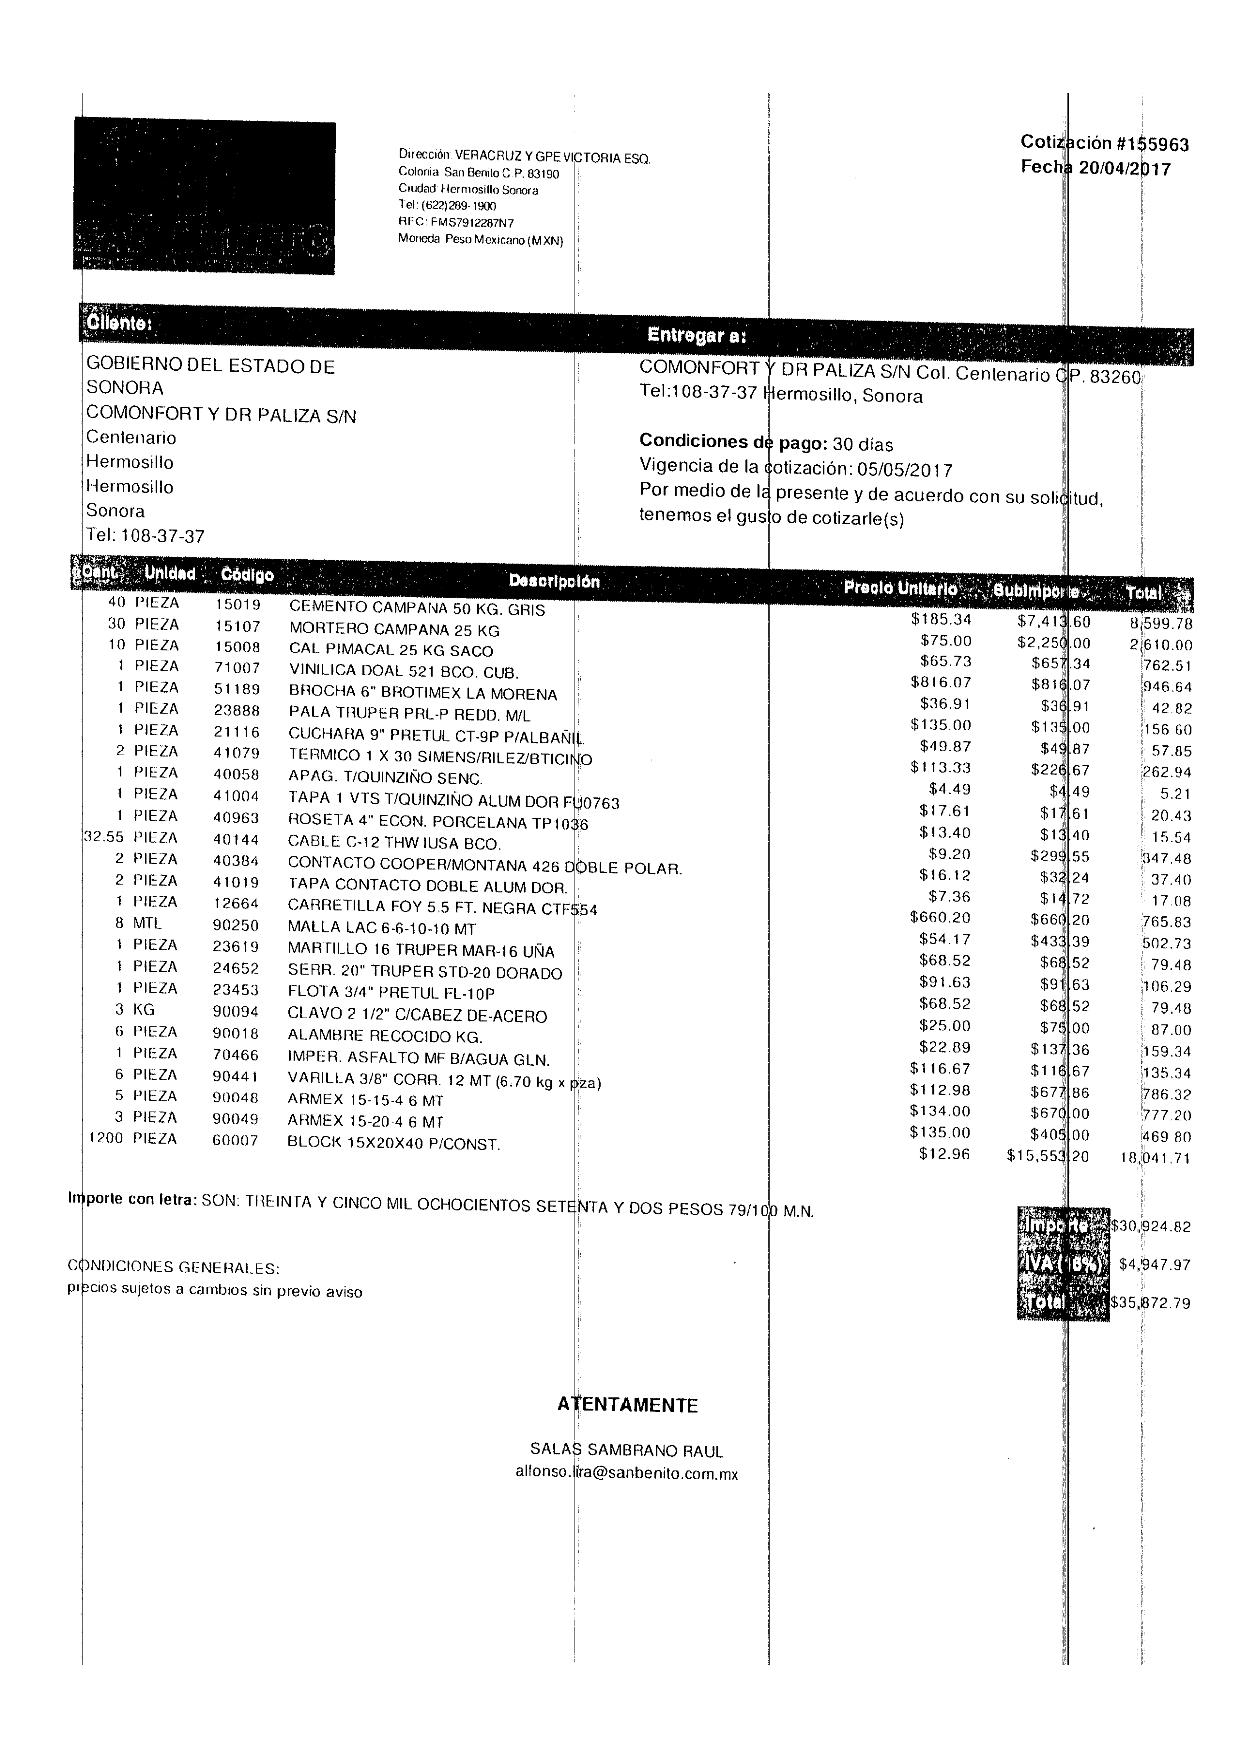 Cotización #155963
Fecha 20/04/2017
Dirección: VERACRUZ Y GPE VICTORIA ESQ.
Colonia San Benito C.P. 83190
Ciudad Hermosillo Sonora
Tel: (622)289-1900
RFC: FMS7912287N7
Moneda Peso Mexicano (MXN)
Cliente: Entregar a:
GOBIERNO DEL ESTADO DE
SONORA
COMONFORT Y DR PALIZA S/N
Centenario
Hermosillo
Hermosillo
Sonora
Tel: 108-37-37
COMONFORT Y DR PALIZA S/N Col. Centenario C.P. 83260
Tel:108-37-37 Hermosillo, Sonora
Condiciones de pago: 30 días
Vigencia de la cotización: 05/05/2017
Por medio de la presente y de acuerdo con su solicitud,
tenemos el gusto de cotizarle(s)
Cant. Unidad Código Descripción Precio Unitario Subimporte Total
40 PIEZA 15019 CEMENTO CAMPANA 50 KG. GRIS $185.34 $7,413.60 8,599.78
30 PIEZA 15107 MORTERO CAMPANA 25 KG $75.00 $2,250.00 2,610.00
10 PIEZA 15008 CAL PIMACAL 25 KG SACO $65.73 $657.34 762.51
1 PIEZA 71007 VINILICA DOAL 521 BCO. CUB. $816.07 $816.07 946.64
1 PIEZA 51189 BROCHA 6" BROTIMEX LA MORENA $36.91 $36.91 42.82
1 PIEZA 23888 PALA TRUPER PRL-P REDD. M/L $135.00 $135.00 156.60
1 PIEZA 21116 CUCHARA 9" PRETUL CT-9P P/ALBAÑIL $49.87 $49.87 57.85
2 PIEZA 41079 TERMICO 1 X 30 SIMENS/RILEZ/BTICINO $113.33 $226.67 262.94
1 PIEZA 40058 APAG. T/QUINZIÑO SENC. $4.49 $4.49 5.21
1 PIEZA 41004 TAPA 1 VTS T/QUINZIÑO ALUM DOR FU0763 $17.61 $17.61 20.43
1 PIEZA 40963 ROSETA 4" ECON. PORCELANA TP1036 $13.40 $13.40 15.54
32.55 PIEZA 40144 CABLE C-12 THW IUSA BCO. $9.20 $299.55 347.48
2 PIEZA 40384 CONTACTO COOPER/MONTANA 426 DOBLE POLAR. $16.12 $32.24 37.40
2 PIEZA 41019 TAPA CONTACTO DOBLE ALUM DOR. $7.36 $14.72 17.08
1 PIEZA 12664 CARRETILLA FOY 5.5 FT. NEGRA CTF554 $660.20 $660.20 765.83
8 MTL 90250 MALLA LAC 6-6-10-10 MT $54.17 $433.39 502.73
1 PIEZA 23619 MARTILLO 16 TRUPER MAR-16 UÑA $68.52 $68.52 79.48
1 PIEZA 24652 SERR. 20" TRUPER STD-20 DORADO $91.63 $91.63 106.29
1 PIEZA 23453 FLOTA 3/4" PRETUL FL-10P $68.52 $68.52 79.48
3 KG 90094 CLAVO 2 1/2" C/CABEZ DE-ACERO $25.00 $75.00 87.00
6 PIEZA 90018 ALAMBRE RECOCIDO KG. $22.89 $137.36 159.34
1 PIEZA 70466 IMPER. ASFALTO MF B/AGUA GLN. $116.67 $116.67 135.34
6 PIEZA 90441 VARILLA 3/8" CORR. 12 MT (6.70 kg x pza) $112.98 $677.86 786.32
5 PIEZA 90048 ARMEX 15-15-4 6 MT $134.00 $670.00 777.20
3 PIEZA 90049 ARMEX 15-20-4 6 MT $135.00 $405.00 469.80
1200 PIEZA 60007 BLOCK 15X20X40 P/CONST. $12.96 $15,553.20 18,041.71
Importe con letra: SON: TREINTA Y CINCO MIL OCHOCIENTOS SETENTA Y DOS PESOS 79/100 M.N.
Importe $30,924.82
IVA (16%) $4,947.97
Total $35,872.79
CONDICIONES GENERALES:
precios sujetos a cambios sin previo aviso
ATENTAMENTE
SALAS SAMBRANO RAUL
alfonso.lira@sanbenito.com.mx